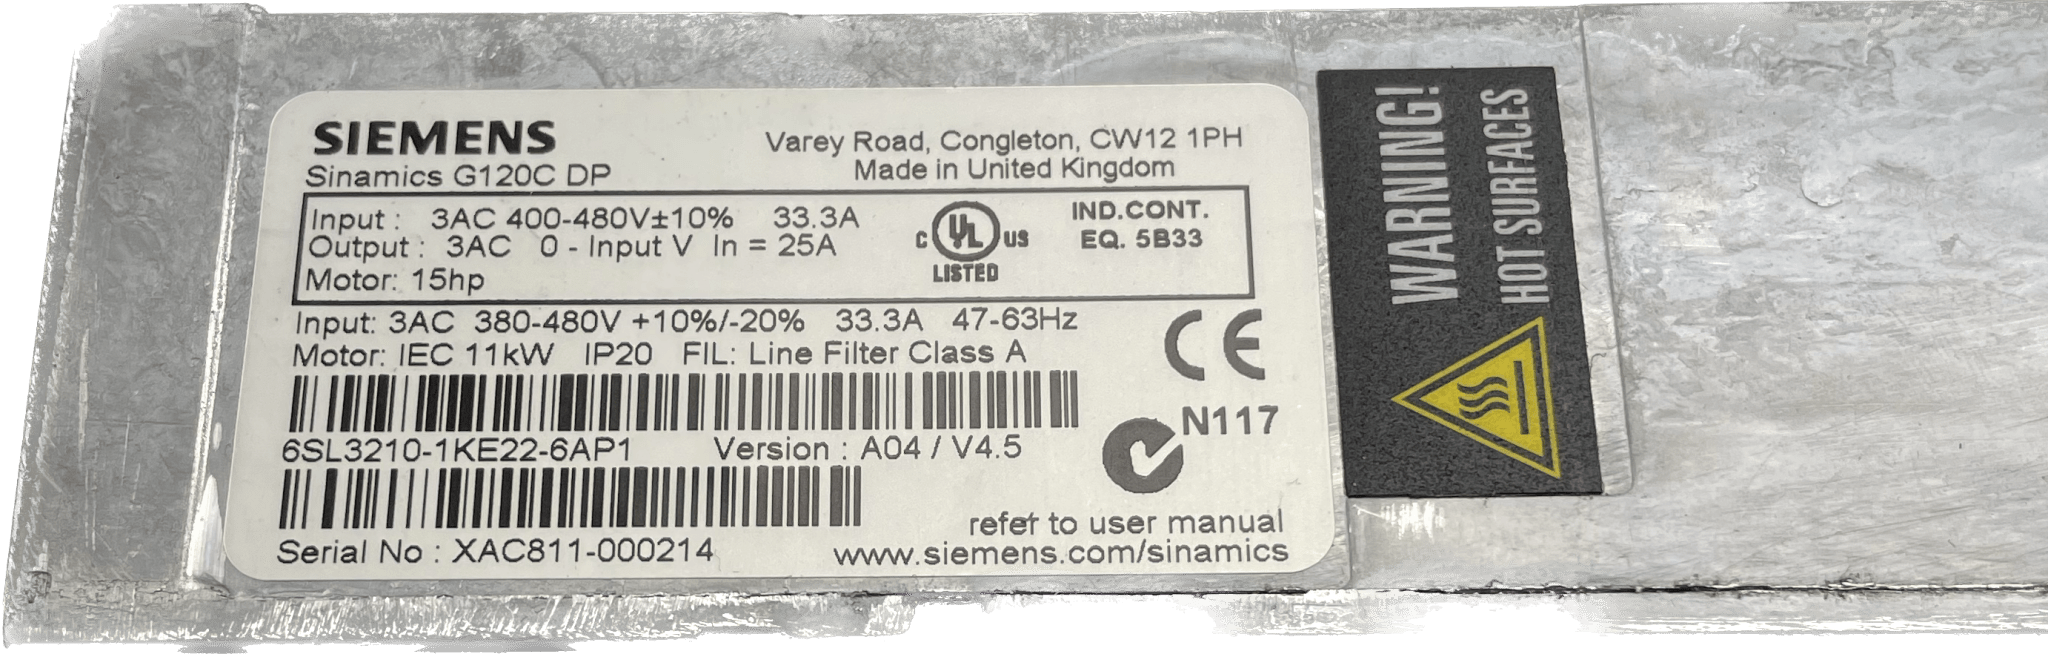 SIEMENS
Sinamics G120C DP
Varey Road, Congleton, CW12 1PH
Made in United Kingdom
Input : 3AC 400-480V±10% 33.3A
Output : 3AC 0 - Input V In = 25A
Motor: 15hp
C UL US
LISTED
IND.CONT.
EQ. 5B33
Input: 3AC 380-480V +10%/-20% 33.3A 47-63Hz
Motor: IEC 11kW IP20 FIL: Line Filter Class A
CE
6SL3210-1KE22-6AP1 Version : A04 / V4.5
N117
Serial No : XAC811-000214
refer to user manual
www.siemens.com/sinamics
WARNING!
HOT SURFACES